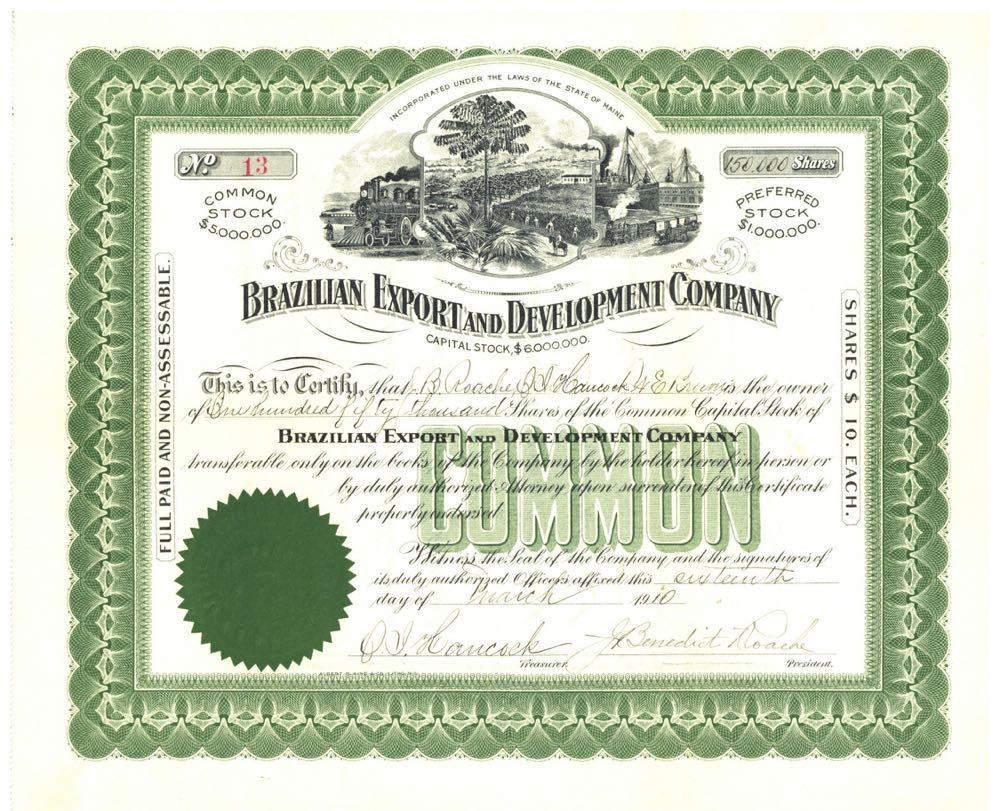 INCORPORATED UNDER THE LAWS OF THE STATE OF MAINE
No. 13
150,000 Shares
COMMON
STOCK
$5.000.000.
PREFERRED
STOCK
$1.000.000.
BRAZILIAN EXPORT AND DEVELOPMENT COMPANY
CAPITAL STOCK, $6.000.000.
FULL PAID AND NON-ASSESSABLE.
SHARES $10. EACH.
This is to Certify, that J. B. Roache, O. I. Hancock, H E Brown is the owner
of One hundred fifty thousand Shares of the Common Capital Stock of
BRAZILIAN EXPORT AND DEVELOPMENT COMPANY
transferable only on the books of the Company by the holder hereof in person or
by duly authorized Attorney upon surrender of this Certificate
properly endorsed
COMMON
Witness the Seal of the Company and the signatures of
its duly authorized Officers affixed this sixteenth
day of March 1910
O. I. Hancock J. Benedict Roache
Treasurer. President.